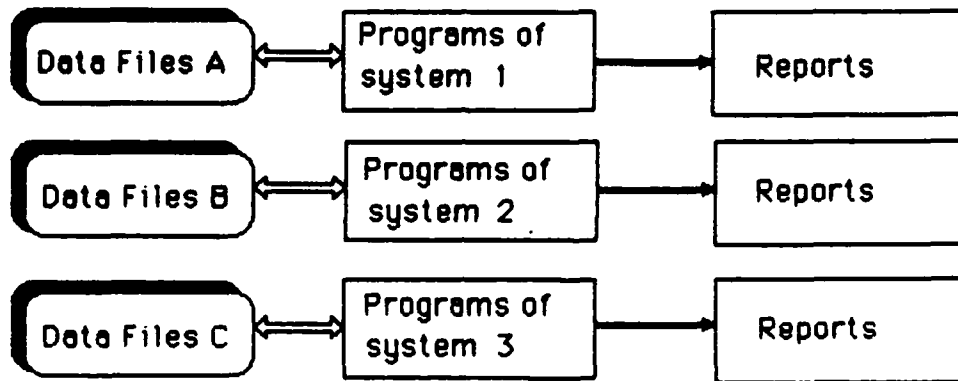 Data Files A
Programs of
system 1
Reports
Data Files B
Programs of
system 2
Reports
Data Files C
Programs of
system 3
Reports